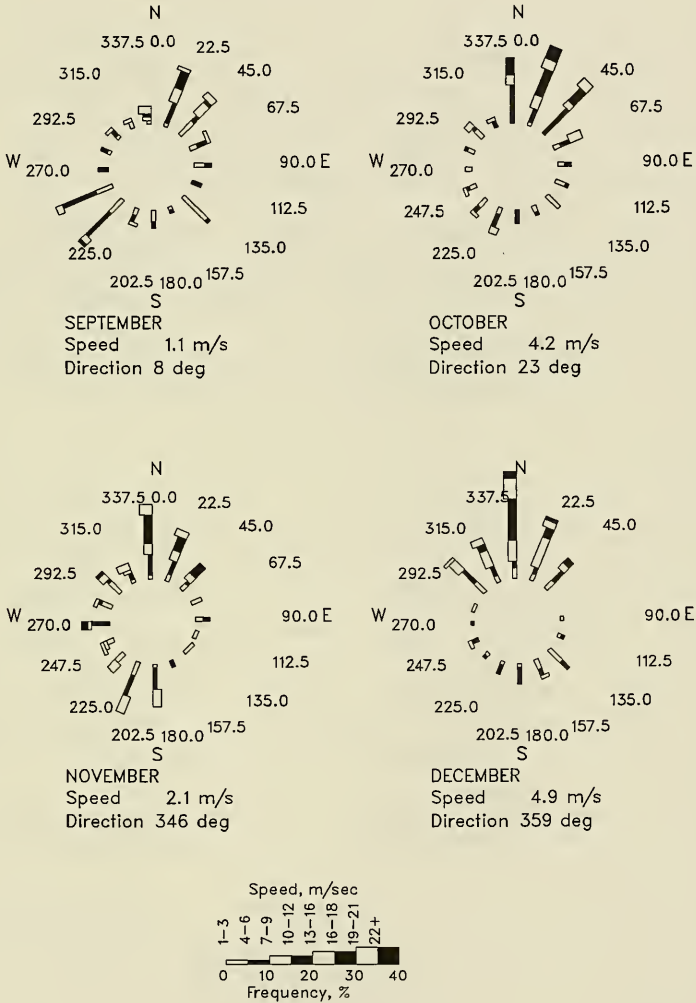 N
337.5 0.0 22.5
315.0 45.0
292.5 67.5
W 270.0 90.0 E
112.5
225.0 135.0
202.5 180.0 157.5
S
SEPTEMBER
Speed 1.1 m/s
Direction 8 deg
N
337.5 0.0
315.0 45.0
292.5 67.5
W 270.0 90.0 E
247.5 112.5
225.0 135.0
202.5 180.0 157.5
S
OCTOBER
Speed 4.2 m/s
Direction 23 deg
N
337.5 0.0 22.5
315.0 45.0
292.5 67.5
W 270.0 90.0 E
247.5 112.5
225.0 135.0
202.5 180.0 157.5
S
NOVEMBER
Speed 2.1 m/s
Direction 346 deg
N
337.5 22.5
315.0 45.0
292.5
W 270.0 90.0 E
247.5 112.5
225.0 135.0
202.5 180.0 157.5
S
DECEMBER
Speed 4.9 m/s
Direction 359 deg
Speed, m/sec
1-3 4-6 7-9 10-12 13-16 16-18 19-21 22+
0 10 20 30 40
Frequency, %